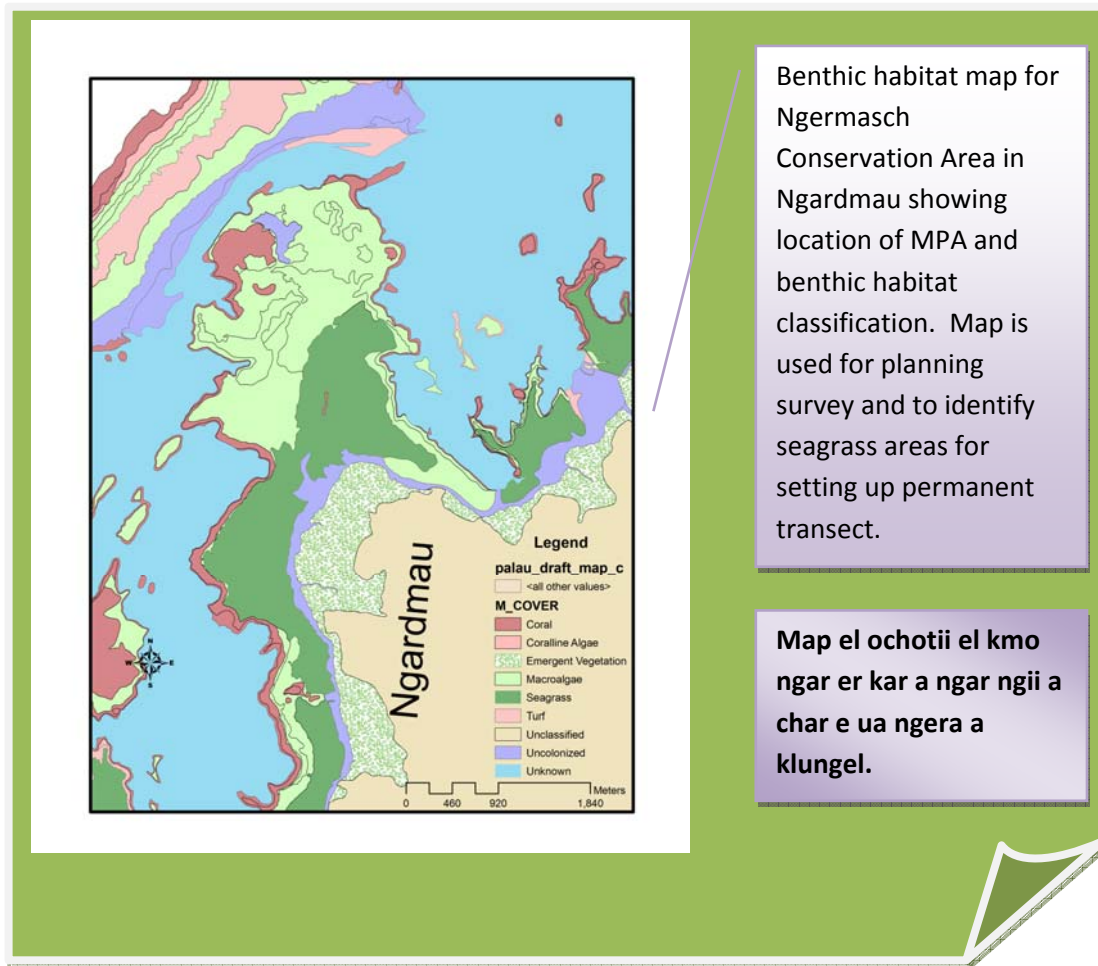 Benthic habitat map for
Ngermasch
Conservation Area in
Ngardmau showing
location of MPA and
benthic habitat
classification.  Map is
used for planning
survey and to identify
seagrass areas for
setting up permanent
transect.
Map el ochotii el kmo
ngar er kar a ngar ngii a
char e ua ngera a
klungel.
Ngardmau
Legend
palau_draft_map_c
<all other values>
M_COVER
Coral
Coralline Algae
Emergent Vegetation
Macroalgae
Seagrass
Turf
Unclassified
Uncolonized
Unknown
Meters
0 460 920 1,840
N
W E
S